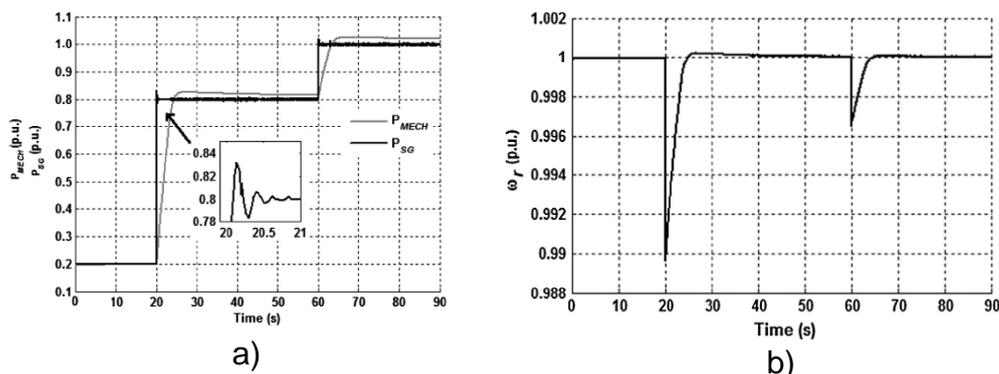 1.1
1.0
0.9
0.8
0.7
0.6
0.5
0.4
0.3
0.2
0.1
P_MECH (p.u.)
P_SG (p.u.)
P_MECH
P_SG
0.84
0.82
0.8
0.78
20 20.5 21
0 10 20 30 40 50 60 70 80 90
Time (s)
a)
1.002
1
0.998
0.996
0.994
0.992
0.99
0.988
ω_r (p.u.)
0 10 20 30 40 50 60 70 80 90
Time (s)
b)